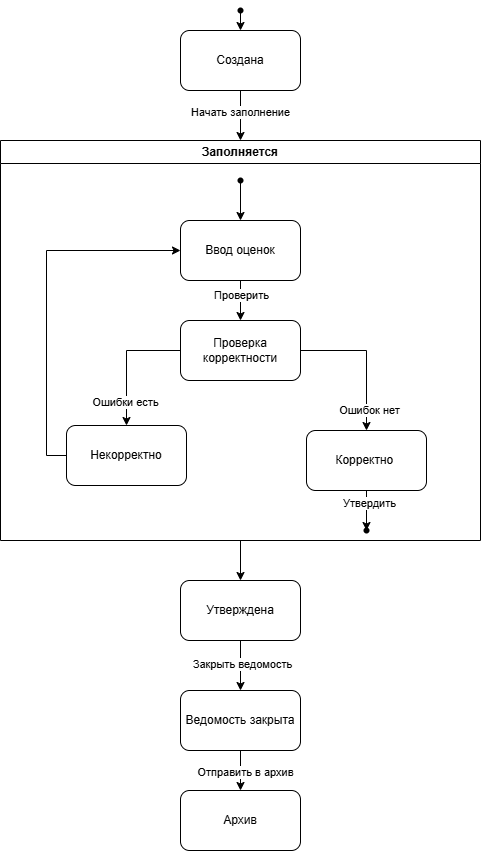 Создана
Начать заполнение
Заполняется
Ввод оценок
Проверить
Проверка
корректности
Ошибки есть
Ошибок нет
Некорректно
Корректно
Утвердить
Утверждена
Закрыть ведомость
Ведомость закрыта
Отправить в архив
Архив